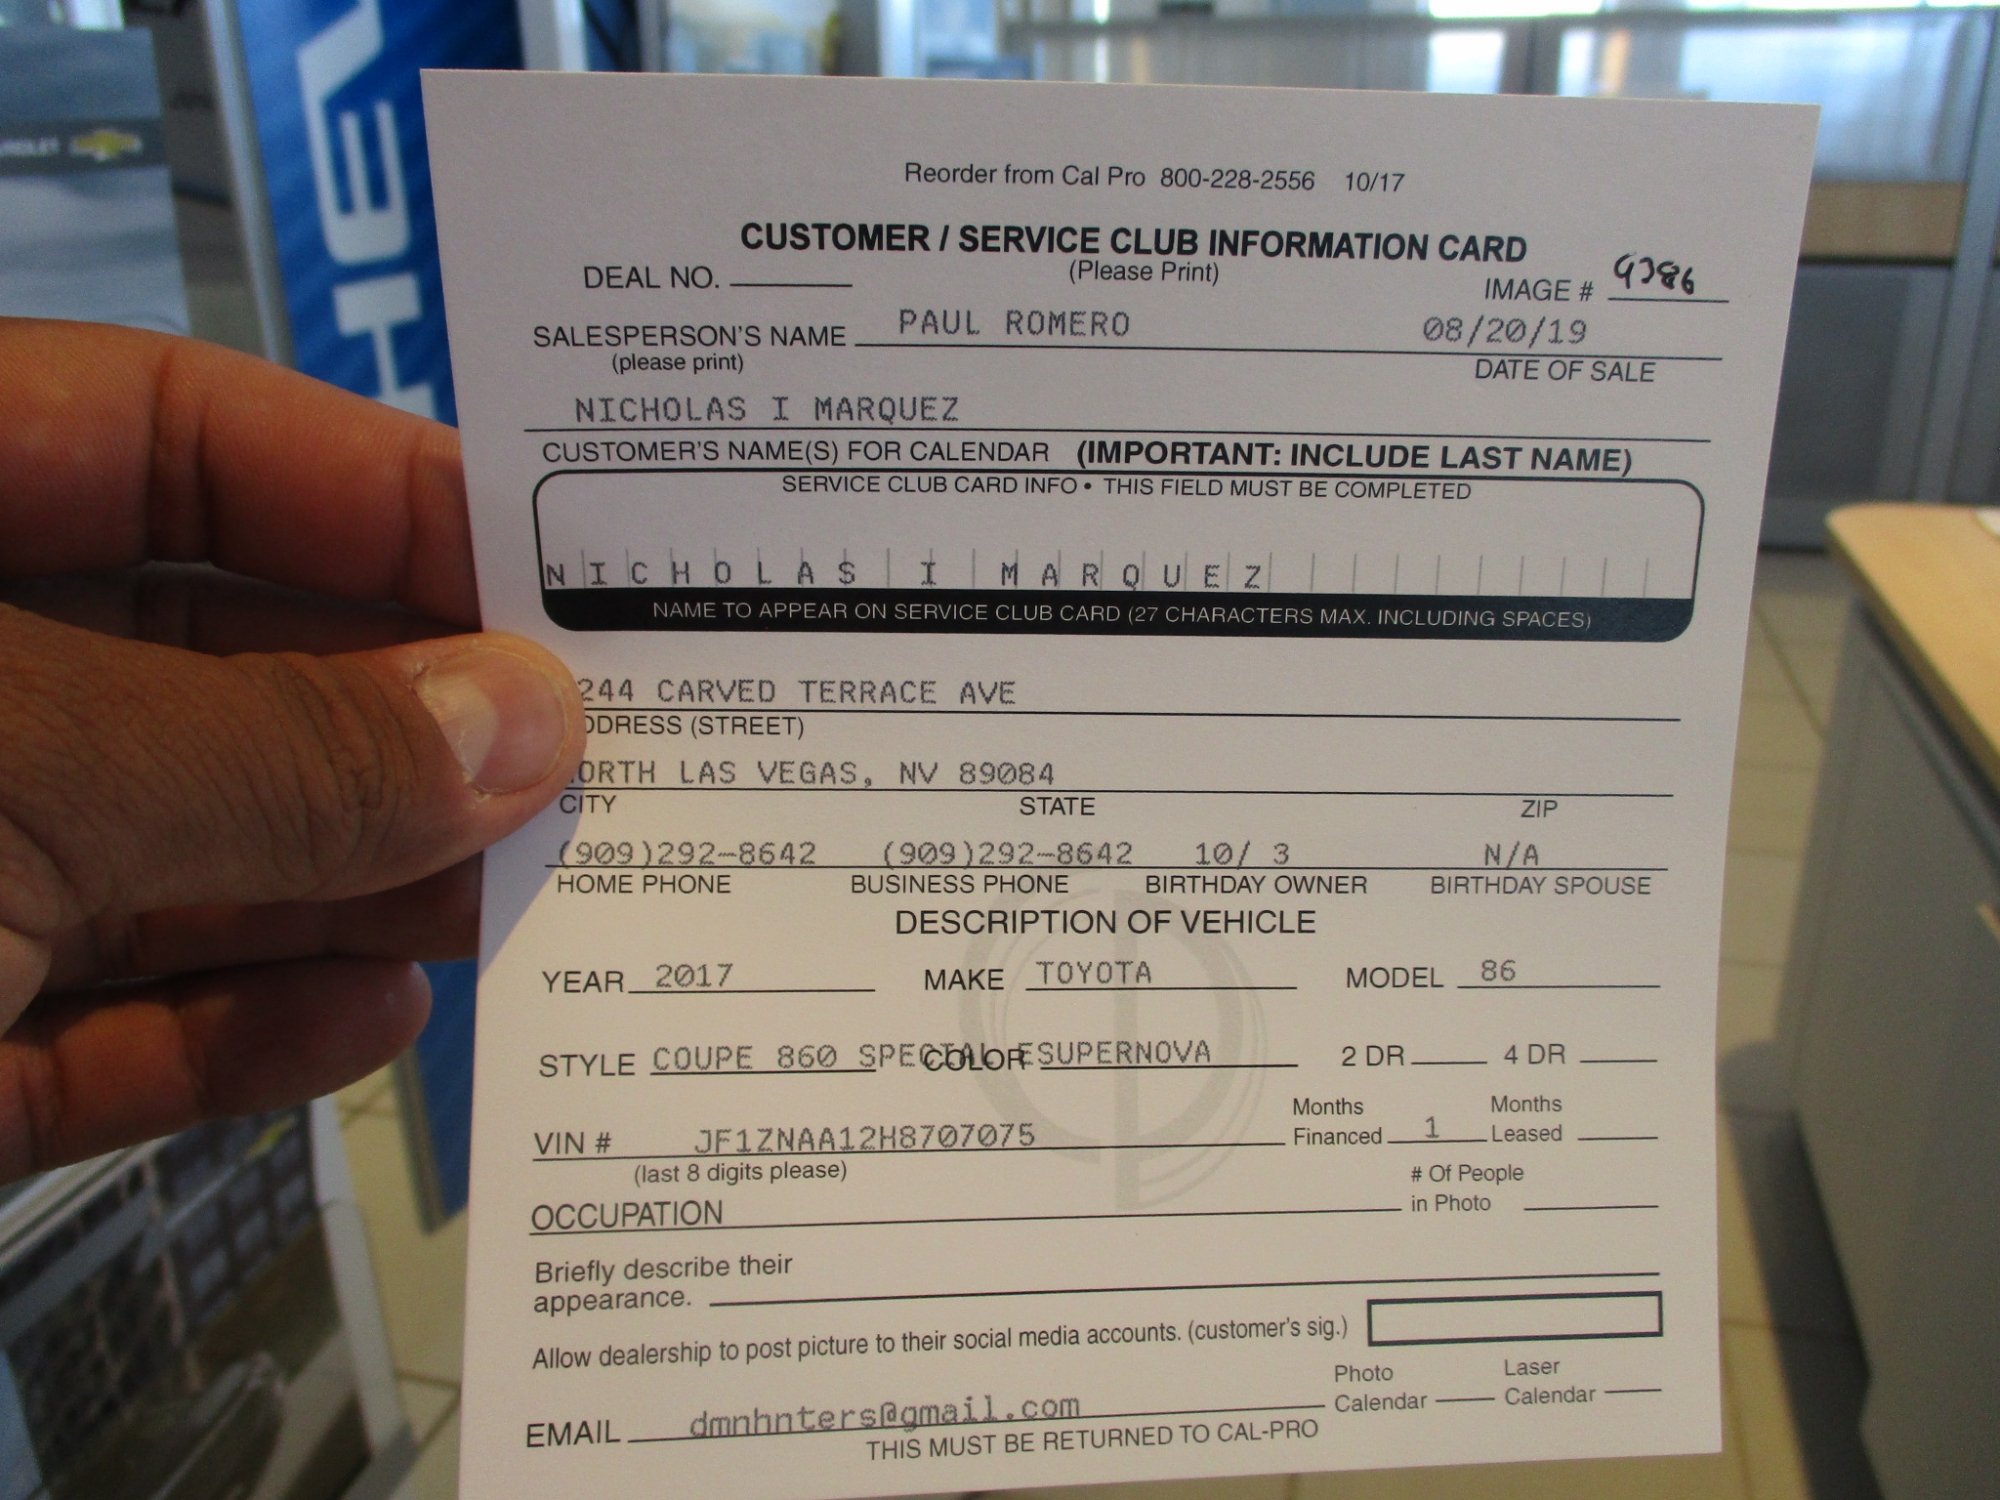 HEV
Reorder from Cal Pro 800-228-2556 10/17
CUSTOMER / SERVICE CLUB INFORMATION CARD
(Please Print)
DEAL NO.
IMAGE # 9386
SALESPERSON'S NAME PAUL ROMERO 08/20/19
(please print) DATE OF SALE
NICHOLAS I MARQUEZ
CUSTOMER'S NAME(S) FOR CALENDAR (IMPORTANT: INCLUDE LAST NAME)
SERVICE CLUB CARD INFO • THIS FIELD MUST BE COMPLETED
NICHOLAS I MARQUEZ
NAME TO APPEAR ON SERVICE CLUB CARD (27 CHARACTERS MAX. INCLUDING SPACES)
244 CARVED TERRACE AVE
DDRESS (STREET)
ORTH LAS VEGAS, NV 89084
CITY STATE ZIP
(909)292-8642 (909)292-8642 10/ 3 N/A
HOME PHONE BUSINESS PHONE BIRTHDAY OWNER BIRTHDAY SPOUSE
DESCRIPTION OF VEHICLE
YEAR 2017 MAKE TOYOTA MODEL 86
STYLE COUPE 860 SPECIAL E COLOR SUPERNOVA 2 DR 4 DR
VIN # JF1ZNAA12H8707075 Months Financed 1 Months Leased
(last 8 digits please)
# Of People in Photo
OCCUPATION
Briefly describe their
appearance.
Allow dealership to post picture to their social media accounts. (customer's sig.)
Photo Calendar Laser Calendar
EMAIL dmnhnters@gmail.com
THIS MUST BE RETURNED TO CAL-PRO